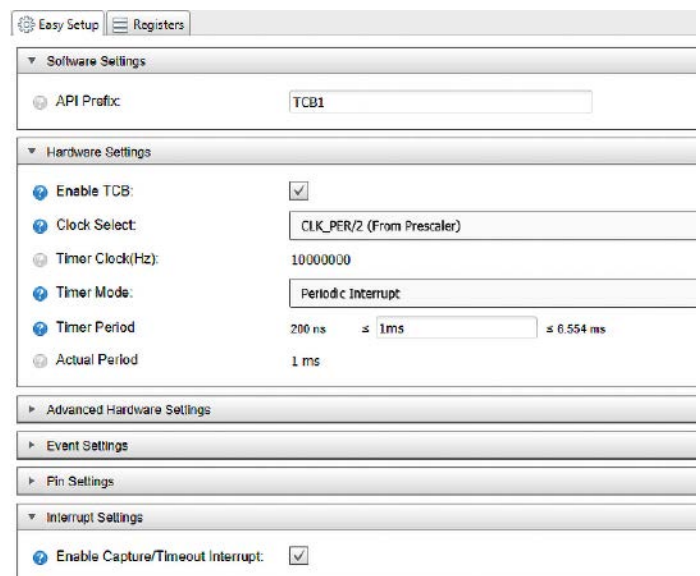 Easy Setup Registers
Software Settings
API Prefix: TCB1
Hardware Settings
Enable TCB:
Clock Select: CLK_PER/2 (From Prescaler)
Timer Clock(Hz): 10000000
Timer Mode: Periodic Interrupt
Timer Period 200 ns ≤ 1ms ≤ 6.554 ms
Actual Period 1 ms
Advanced Hardware Settings
Event Settings
Pin Settings
Interrupt Settings
Enable Capture/Timeout Interrupt: